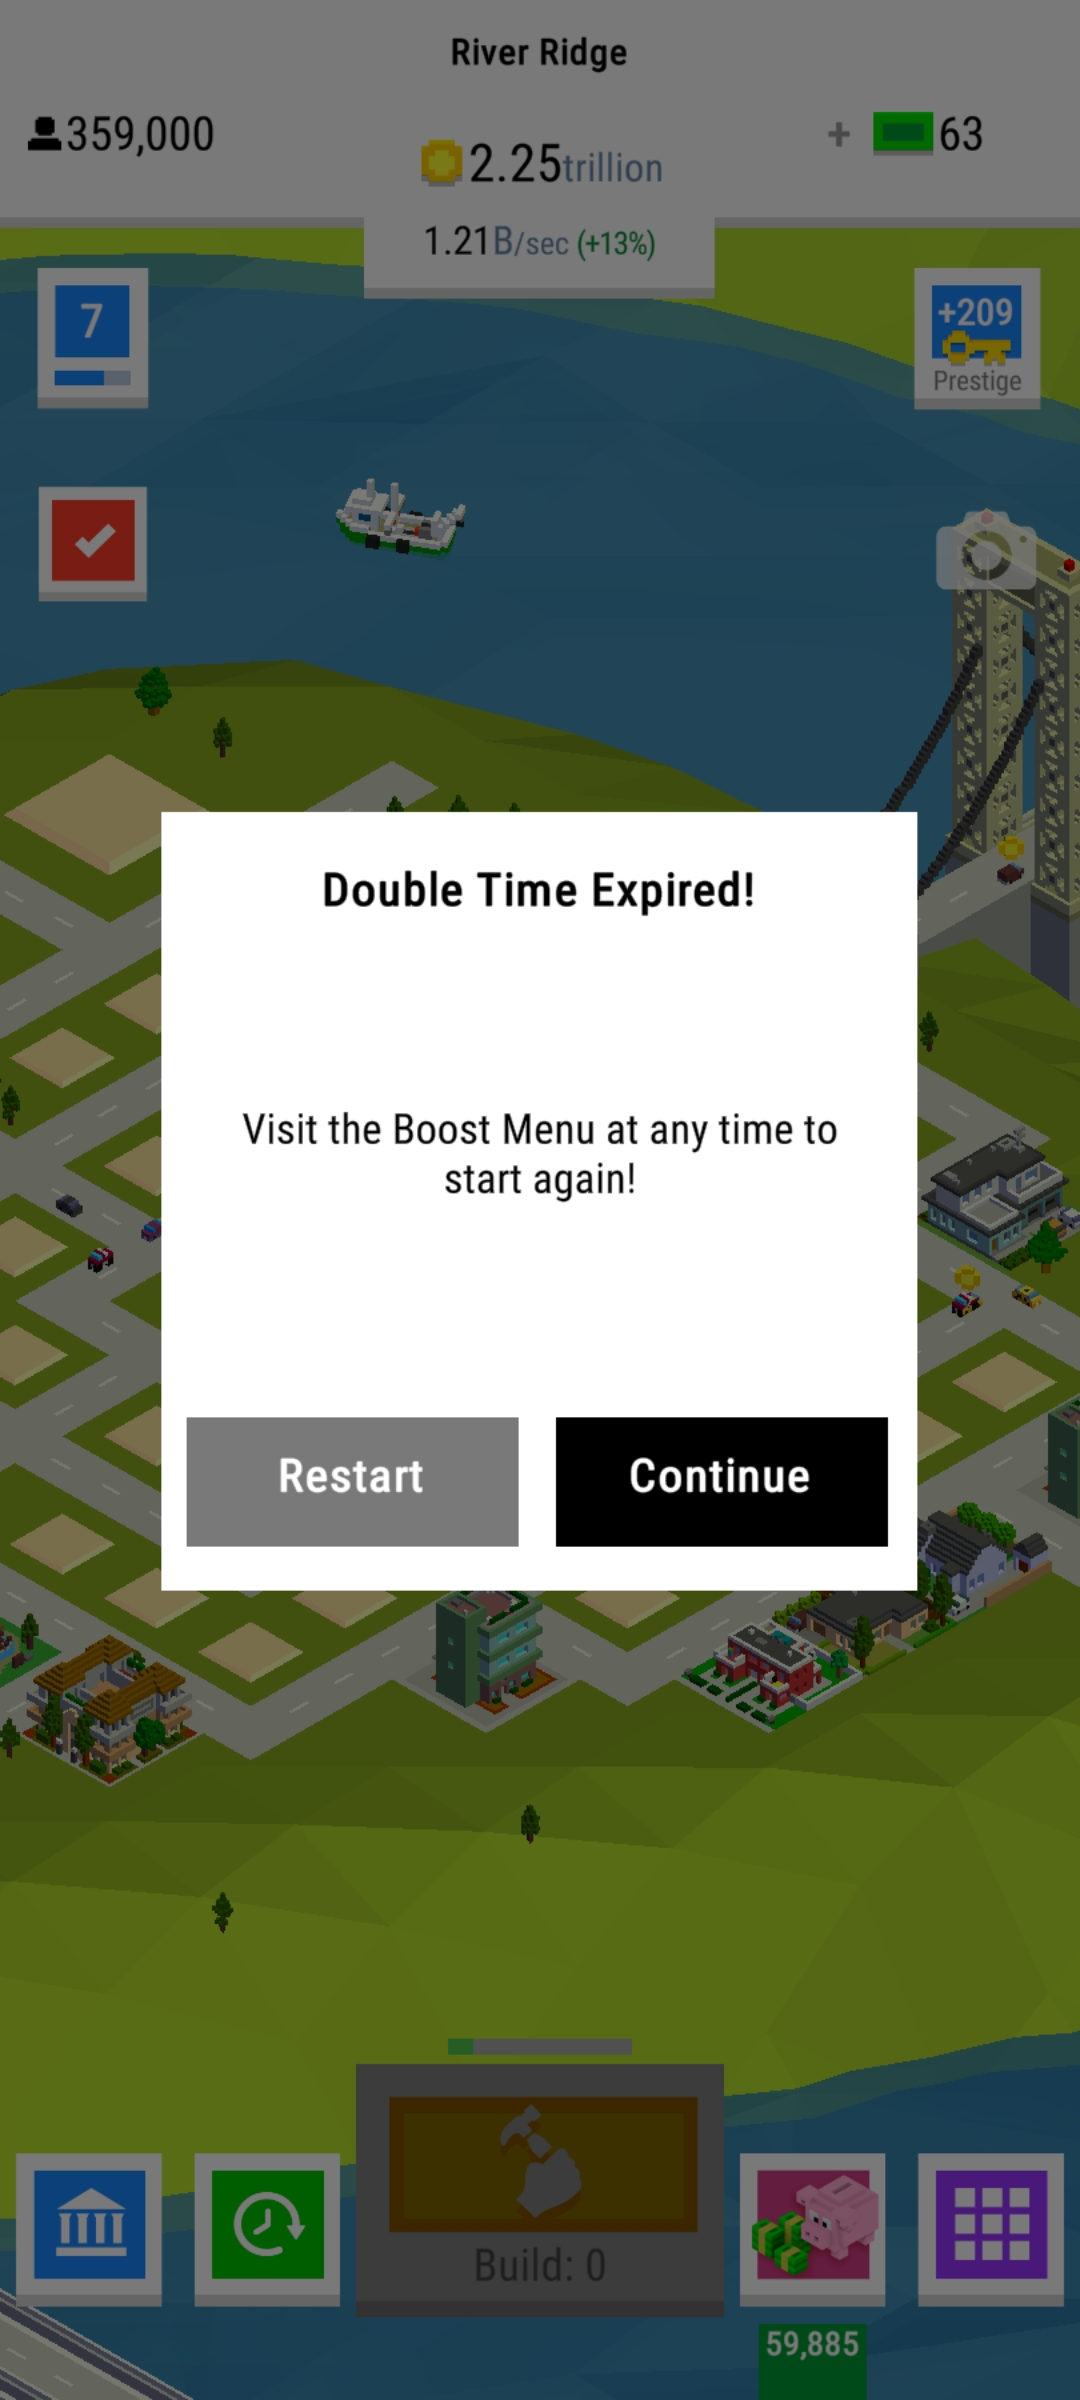 River Ridge
359,000
2.25trillion
+ 63
1.21B/sec (+13%)
7
+209
Prestige
Double Time Expired!
Visit the Boost Menu at any time to
start again!
Restart
Continue
Build: 0
59,885